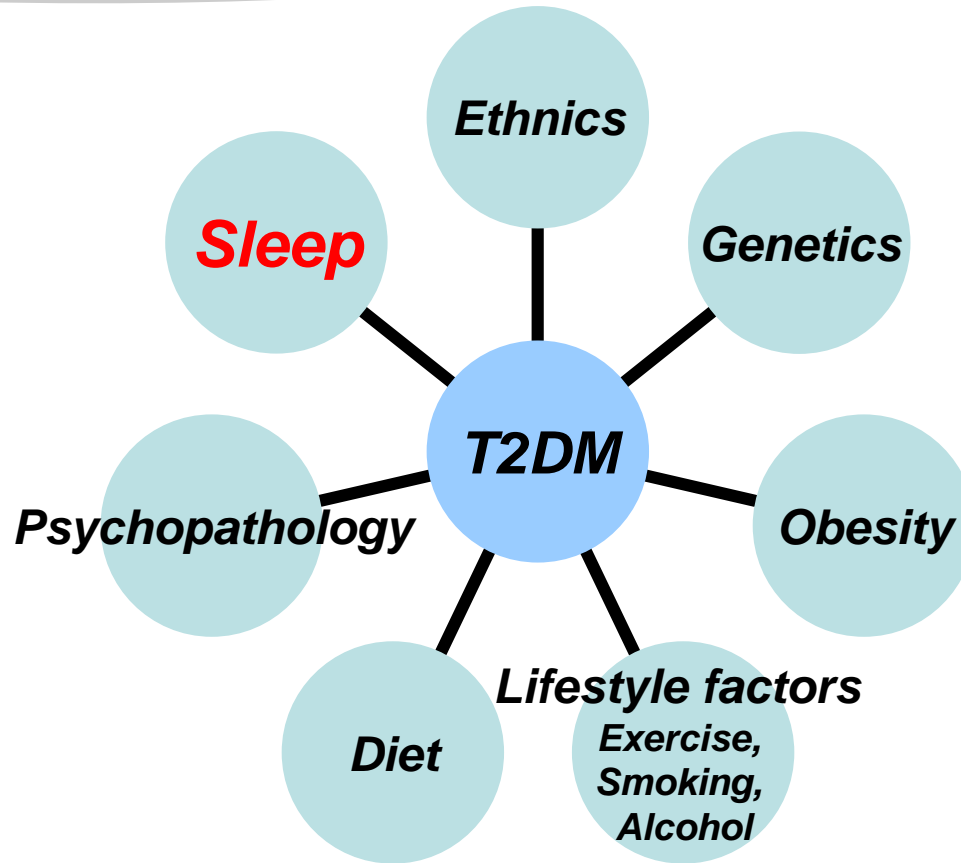 Ethnics
Sleep
Genetics
T2DM
Psychopathology
Obesity
Lifestyle factors
Exercise,
Smoking,
Alcohol
Diet